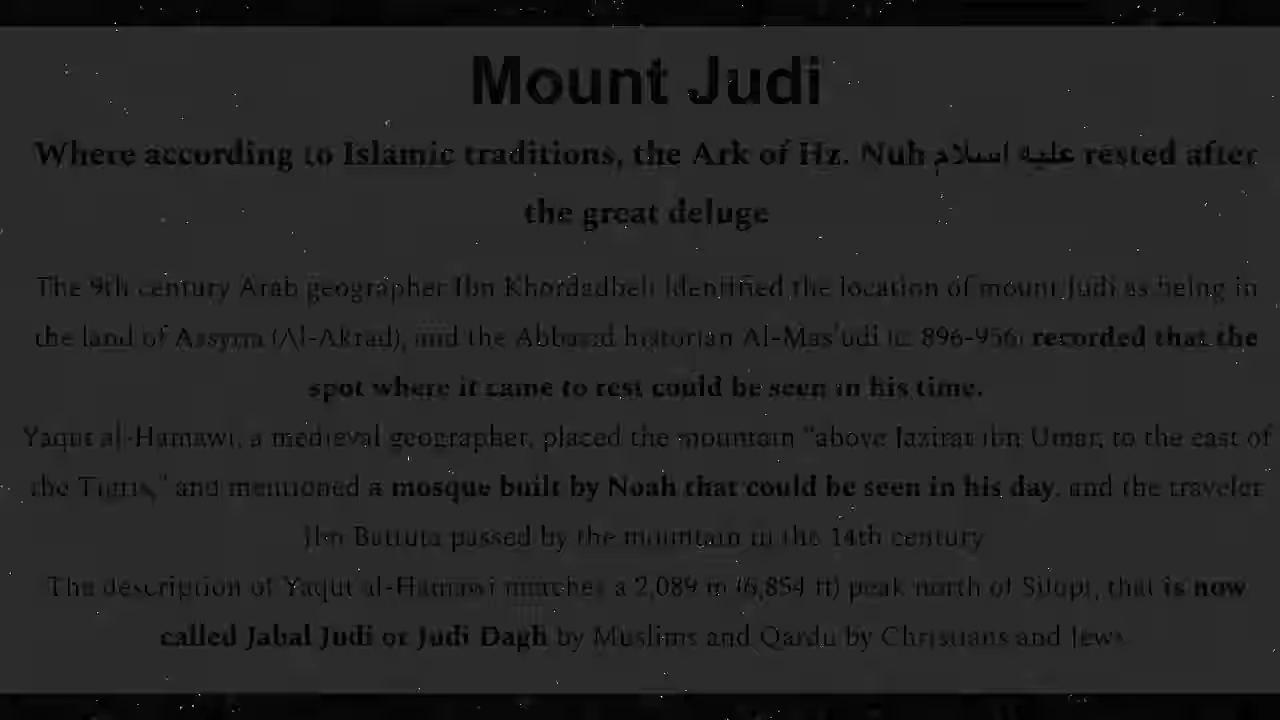 Mount Judi
Where according to Islamic traditions, the Ark of Hz. Nuh عليه اسلام rested after
the great deluge
The 9th century Arab geographer Ibn Khordadbeh identified the location of mount Judi as being in
the land of Assyria (Al-Akrad), and the Abbasid historian Al-Mas'udi (c. 896-956) recorded that the
spot where it came to rest could be seen in his time.
Yaqut al-Hamawi, a medieval geographer, placed the mountain "above Jazirat ibn Umar, to the east of
the Tigris," and mentioned a mosque built by Noah that could be seen in his day, and the traveler
Ibn Battuta passed by the mountain in the 14th century
The description of Yaqut al-Hamawi matches a 2,089 m (6,854 ft) peak north of Silopi, that is now
called Jabal Judi or Judi Dagh by Muslims and Qardu by Christians and Jews.